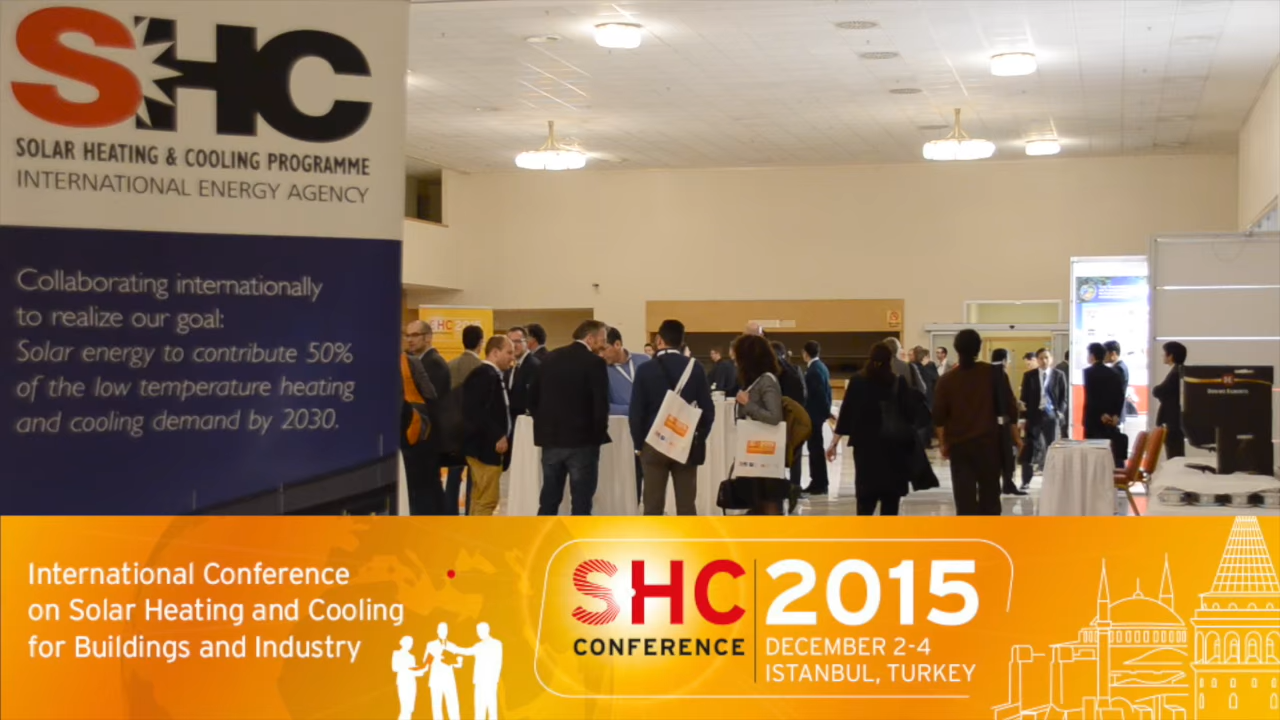 SHC
SOLAR HEATING & COOLING PROGRAMME
INTERNATIONAL ENERGY AGENCY
Collaborating internationally
to realize our goal:
Solar energy to contribute 50%
of the low temperature heating
and cooling demand by 2030.
International Conference
on Solar Heating and Cooling
for Buildings and Industry
SHC
CONFERENCE
2015
DECEMBER 2-4
ISTANBUL, TURKEY